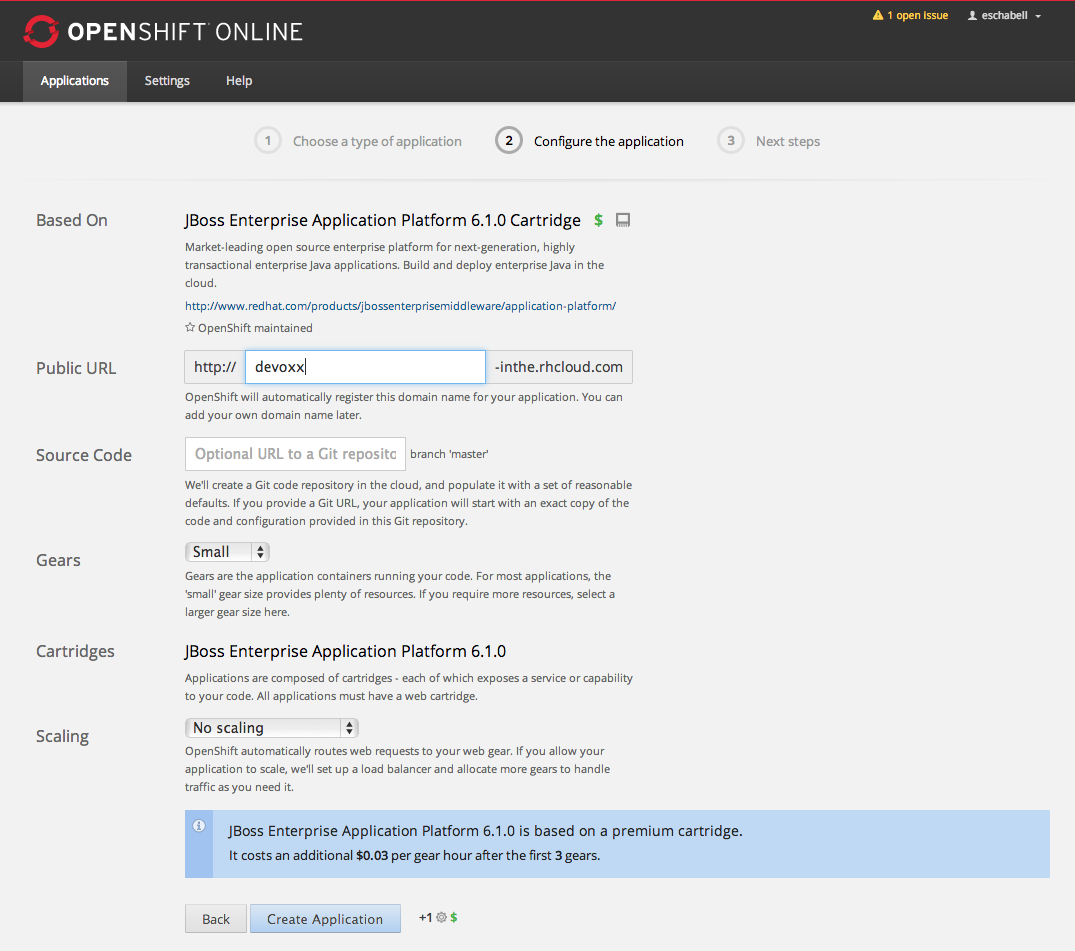 OPENSHIFT ONLINE
1 open issue
eschabell
Applications Settings Help
1 Choose a type of application 2 Configure the application 3 Next steps
Based On
JBoss Enterprise Application Platform 6.1.0 Cartridge $
Market-leading open source enterprise platform for next-generation, highly
transactional enterprise Java applications. Build and deploy enterprise Java in the
cloud.
http://www.redhat.com/products/jbossenterprisemiddleware/application-platform/
OpenShift maintained
Public URL
http:// devoxx -inthe.rhcloud.com
OpenShift will automatically register this domain name for your application. You can
add your own domain name later.
Source Code
Optional URL to a Git reposito branch 'master'
We'll create a Git code repository in the cloud, and populate it with a set of reasonable
defaults. If you provide a Git URL, your application will start with an exact copy of the
code and configuration provided in this Git repository.
Gears
Small
Gears are the application containers running your code. For most applications, the
'small' gear size provides plenty of resources. If you require more resources, select a
larger gear size here.
Cartridges
JBoss Enterprise Application Platform 6.1.0
Applications are composed of cartridges - each of which exposes a service or capability
to your code. All applications must have a web cartridge.
Scaling
No scaling
OpenShift automatically routes web requests to your web gear. If you allow your
application to scale, we'll set up a load balancer and allocate more gears to handle
traffic as you need it.
JBoss Enterprise Application Platform 6.1.0 is based on a premium cartridge.
It costs an additional $0.03 per gear hour after the first 3 gears.
Back Create Application +1 $